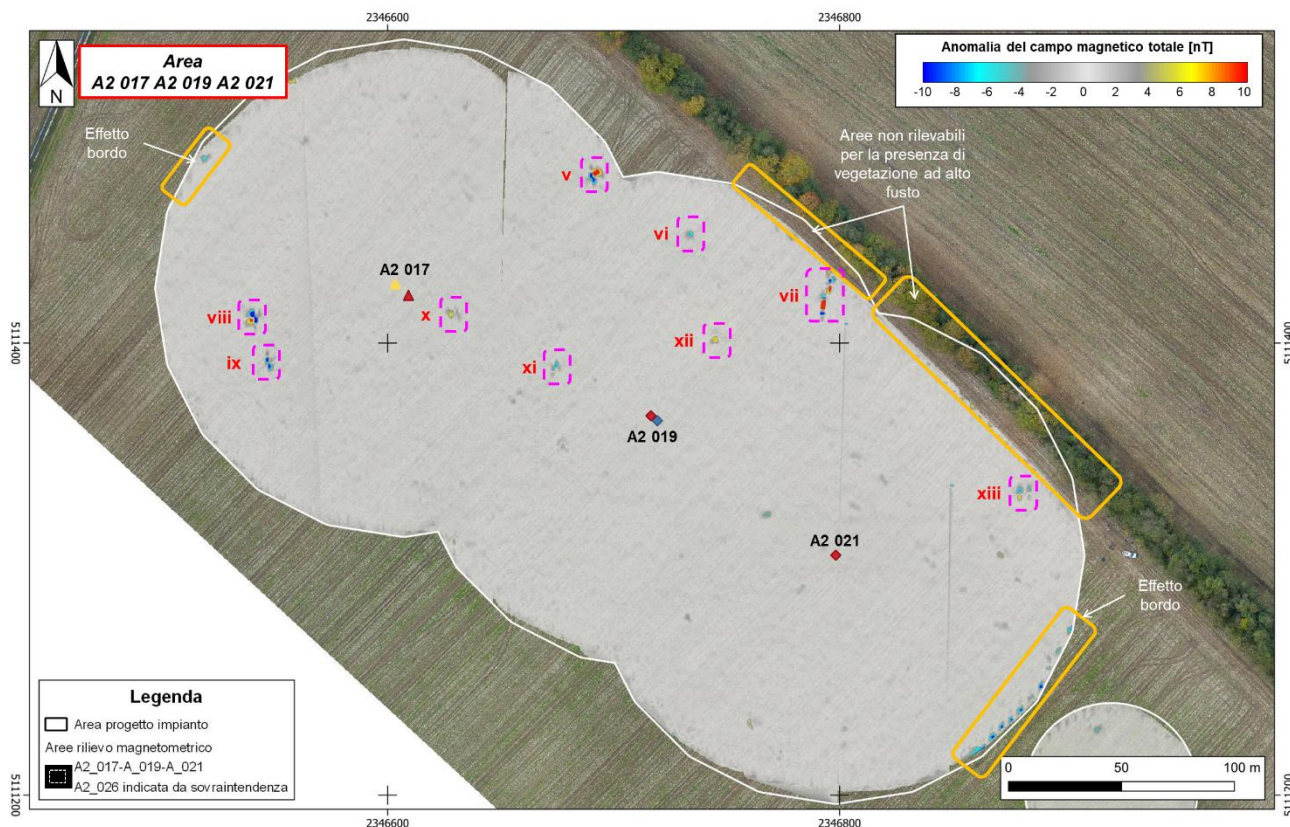 2346600
2346800
N
Area
A2 017 A2 019 A2 021
Anomalia del campo magnetico totale [nT]
-10 -8 -6 -4 -2 0 2 4 6 8 10
Effetto
bordo
Aree non rilevabili
per la presenza di
vegetazione ad alto
fusto
v
vi
A2 017
vii
viii
x
xii
5111400
5111400
ix
xi
A2 019
xiii
A2 021
Effetto
bordo
Legenda
Area progetto impianto
Aree rilievo magnetometrico
A2_017-A_019-A_021
A2_026 indicata da sovraintendenza
0 50 100 m
5111200
5111200
2346600
2346800